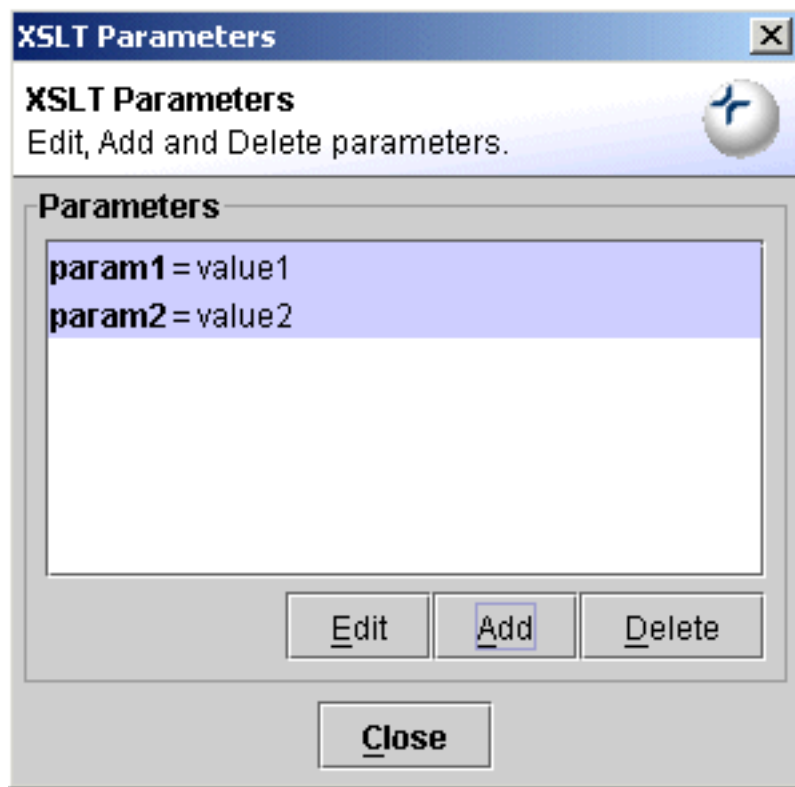 XSLT Parameters
XSLT Parameters
Edit, Add and Delete parameters.
Parameters
param1 = value1
param2 = value2
Edit Add Delete
Close